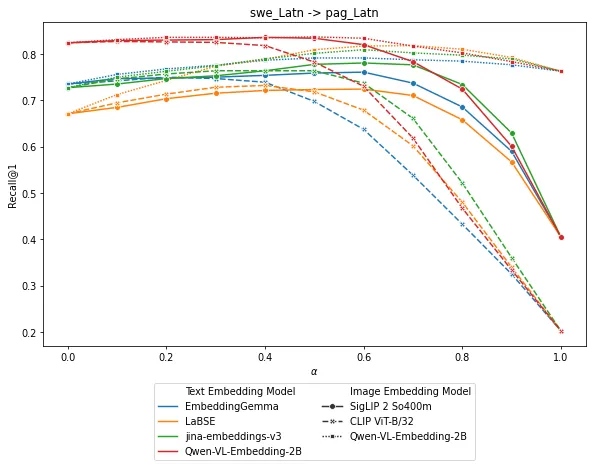 swe_Latn -> pag_Latn
Recall@1
0.8
0.7
0.6
0.5
0.4
0.3
0.2
0.0
0.2
0.4
0.6
0.8
1.0
α
Text Embedding Model
EmbeddingGemma
LaBSE
jina-embeddings-v3
Qwen-VL-Embedding-2B
Image Embedding Model
SigLIP 2 So400m
CLIP ViT-B/32
Qwen-VL-Embedding-2B